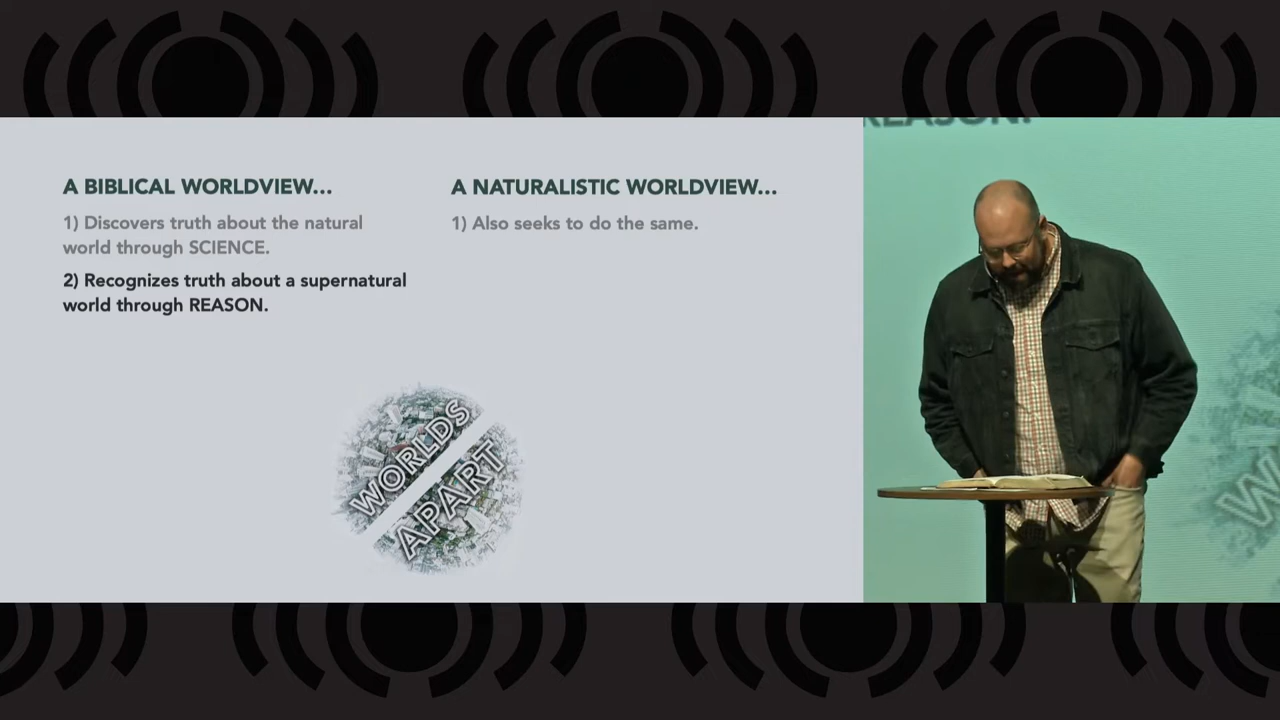 A BIBLICAL WORLDVIEW...
1) Discovers truth about the natural
world through SCIENCE.
2) Recognizes truth about a supernatural
world through REASON.
A NATURALISTIC WORLDVIEW...
1) Also seeks to do the same.
WORLDS
APART
REASON.
W